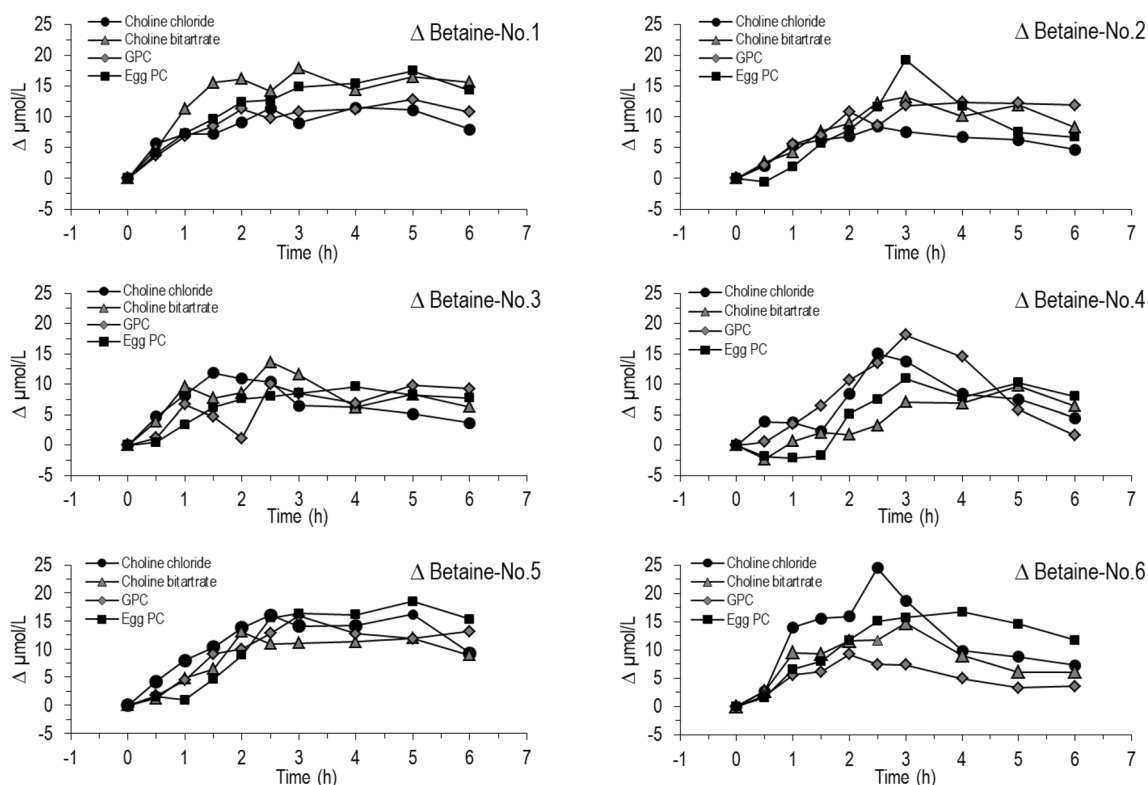 Δ Betaine-No.1
Choline chloride
Choline bitartrate
GPC
Egg PC
25
20
15
10
5
0
-5
Δ µmol/L
-1 0 1 2 3 4 5 6 7
Time (h)
Δ Betaine-No.2
Choline chloride
Choline bitartrate
GPC
Egg PC
25
20
15
10
5
0
-5
Δ µmol/L
-1 0 1 2 3 4 5 6 7
Time (h)
Δ Betaine-No.3
Choline chloride
Choline bitartrate
GPC
Egg PC
25
20
15
10
5
0
-5
Δ µmol/L
-1 0 1 2 3 4 5 6 7
Time (h)
Δ Betaine-No.4
Choline chloride
Choline bitartrate
GPC
Egg PC
25
20
15
10
5
0
-5
Δ µmol/L
-1 0 1 2 3 4 5 6 7
Time (h)
Δ Betaine-No.5
Choline chloride
Choline bitartrate
GPC
Egg PC
25
20
15
10
5
0
-5
Δ µmol/L
-1 0 1 2 3 4 5 6 7
Time (h)
Δ Betaine-No.6
Choline chloride
Choline bitartrate
GPC
Egg PC
25
20
15
10
5
0
-5
Δ µmol/L
-1 0 1 2 3 4 5 6 7
Time (h)